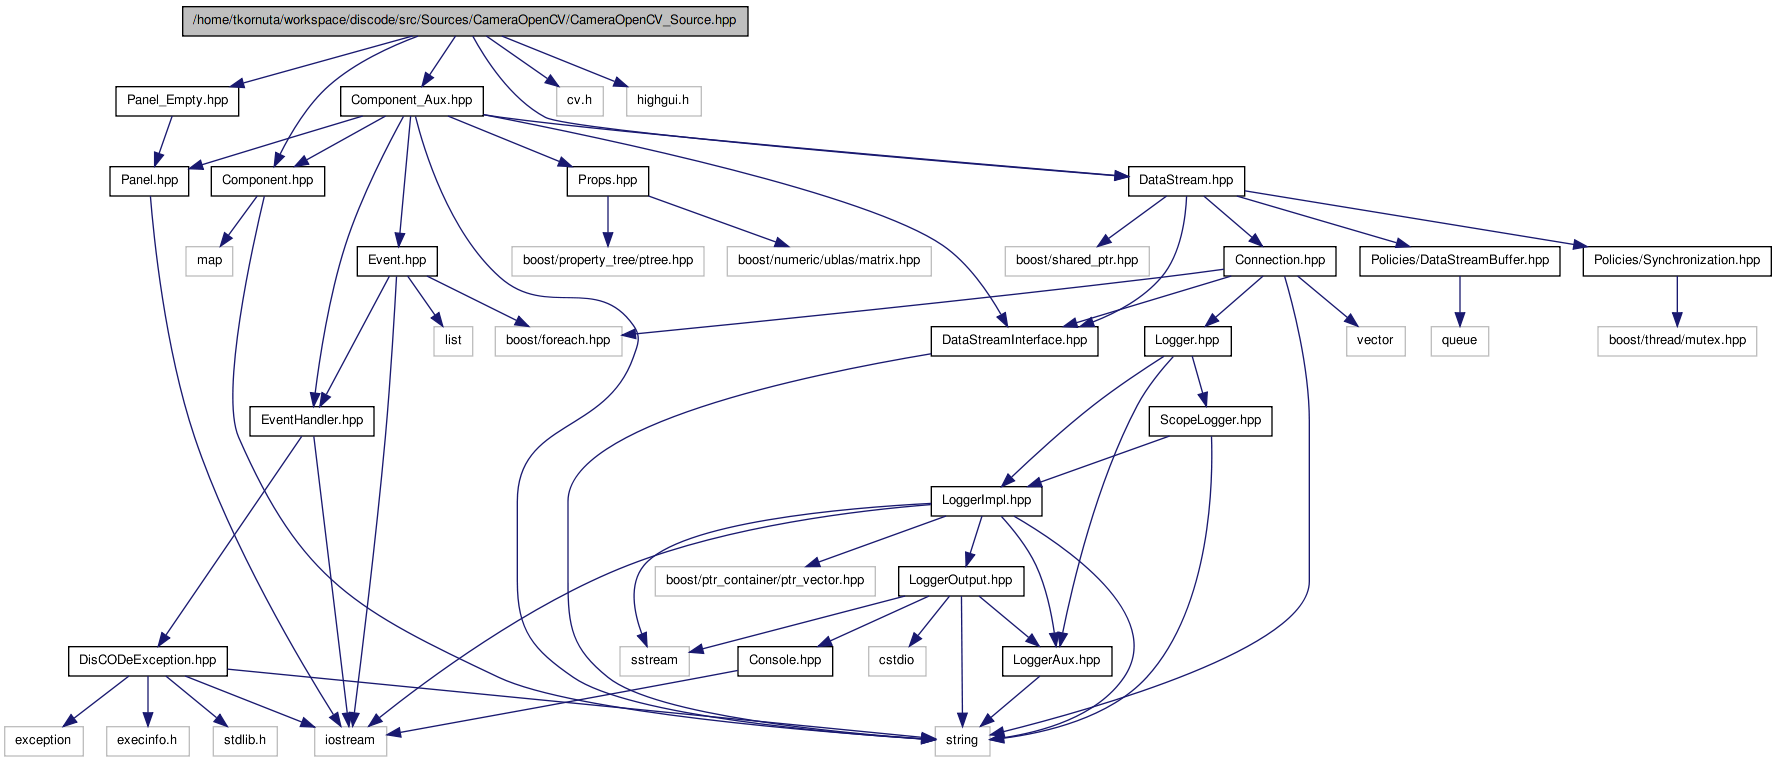 /home/tkornuta/workspace/discode/src/Sources/CameraOpenCV/CameraOpenCV_Source.hpp
Panel_Empty.hpp
Component_Aux.hpp
cv.h
highgui.h
Panel.hpp
Component.hpp
Props.hpp
DataStream.hpp
map
Event.hpp
boost/property_tree/ptree.hpp
boost/numeric/ublas/matrix.hpp
boost/shared_ptr.hpp
Connection.hpp
Policies/DataStreamBuffer.hpp
Policies/Synchronization.hpp
list
boost/foreach.hpp
DataStreamInterface.hpp
Logger.hpp
vector
queue
boost/thread/mutex.hpp
EventHandler.hpp
ScopeLogger.hpp
LoggerImpl.hpp
boost/ptr_container/ptr_vector.hpp
LoggerOutput.hpp
DisCODeException.hpp
sstream
Console.hpp
cstdio
LoggerAux.hpp
exception
execinfo.h
stdlib.h
iostream
string